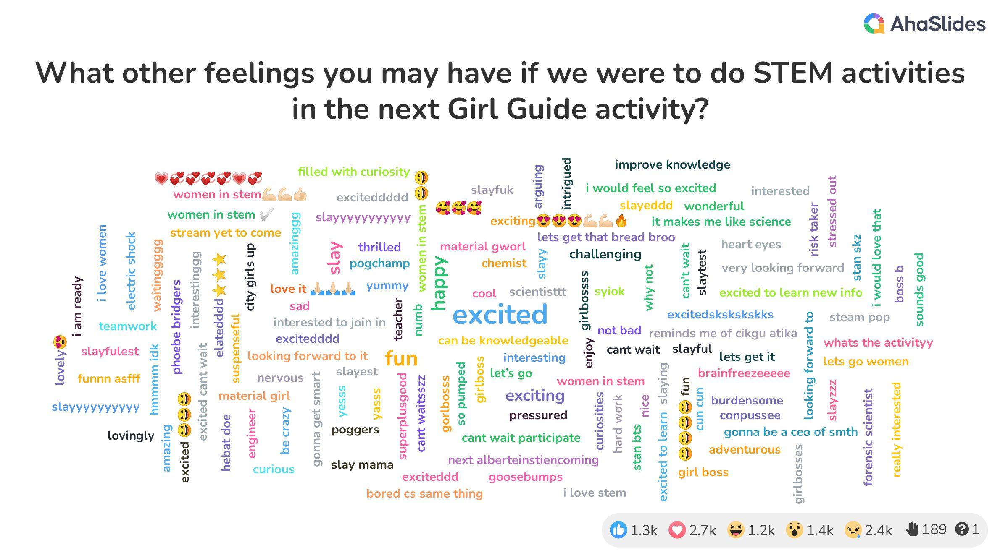 AhaSlides
What other feelings you may have if we were to do STEM activities
in the next Girl Guide activity?
improve knowledge
filled with curiosity
arguing
intrigued
💗💞💞💞💞💗💞
women in stem💪🏻💪🏻👍🏻
exciteddddd
slayfuk
i would feel so excited
interested
stressed out
women in stem ✔️
slayyyyyyyyyyy
women in stem 😆😆
🥰🥰🥰
slayeddd
wonderful
exciting😍😍😍💪🏻💪🏻🔥
it makes me like science
risk taker
i would love that
stream yet to come
amazinggg
lets get that bread broo
i love women
electric shock
waitingggg
interestinggg
⭐⭐⭐
city girls up
slay
thrilled
material gworl
slayy
challenging
can't wait
slaytest
heart eyes
stan skz
pogchamp
happy
chemist
why not
very looking forward
boss b
sounds good
i am ready
phoebe bridgers
elatedddd
love it 🙏🏻🙏🏻🙏🏻
yummy
cool
scientisttt
girlbossss
syiok
excited to learn new info
suspenseful
sad
teacher
numb
excited
excitedskskskskks
looking forward to
steam pop
teamwork
interested to join in
not bad
reminds me of cikgu atika
lovely😍
slayfulest
hmmmm idk
excited cant wait
excitedddd
can be knowledgeable
enjoy
cant wait
slayful
whats the activityy
looking forward to it
fun
interesting
lets get it
lets go women
funnn asfff
nervous
gonna get smart
slayest
superplusgood
cant waitsszz
gorlbosss
so pumped
girlboss
let's go
women in stem
slaying
brainfreezeeeee
material girl
yesss
yasss
exciting
curiosities
hard work
nice
fun 😆😆😆😆
cun cun
burdensome
slayzzz
forensic scientist
really interested
slayyyyyyyyyy
hebat doe
engineer
be crazy
pressured
conpussee
lovingly
amazing
excited 😆😆😆
poggers
cant wait participate
stan bts
excited to learn
gonna be a ceo of smth
adventurous
girlbosses
curious
slay mama
next alberteinstiencoming
girl boss
exciteddd
goosebumps
bored cs same thing
i love stem
1.3k 2.7k 1.2k 1.4k 2.4k 189 1